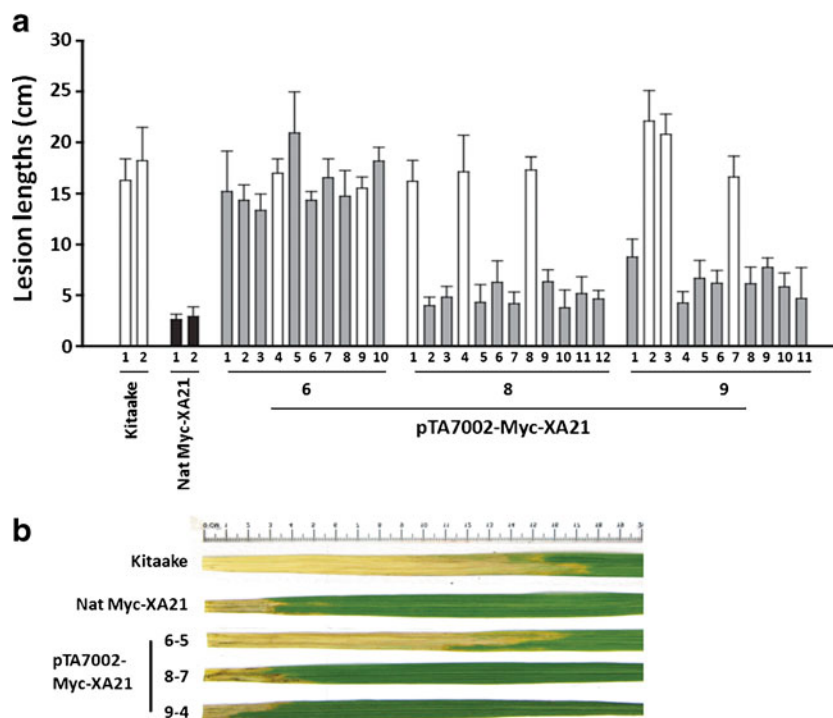 a
Lesion lengths (cm)
30
25
20
15
10
5
0
1 2 1 2 1 2 3 4 5 6 7 8 9 10 1 2 3 4 5 6 7 8 9 10 11 12 1 2 3 4 5 6 7 8 9 10 11
Kitaake
Nat Myc-XA21
6 8 9
pTA7002-Myc-XA21
b
Kitaake
Nat Myc-XA21
pTA7002-
Myc-XA21
6-5
8-7
9-4